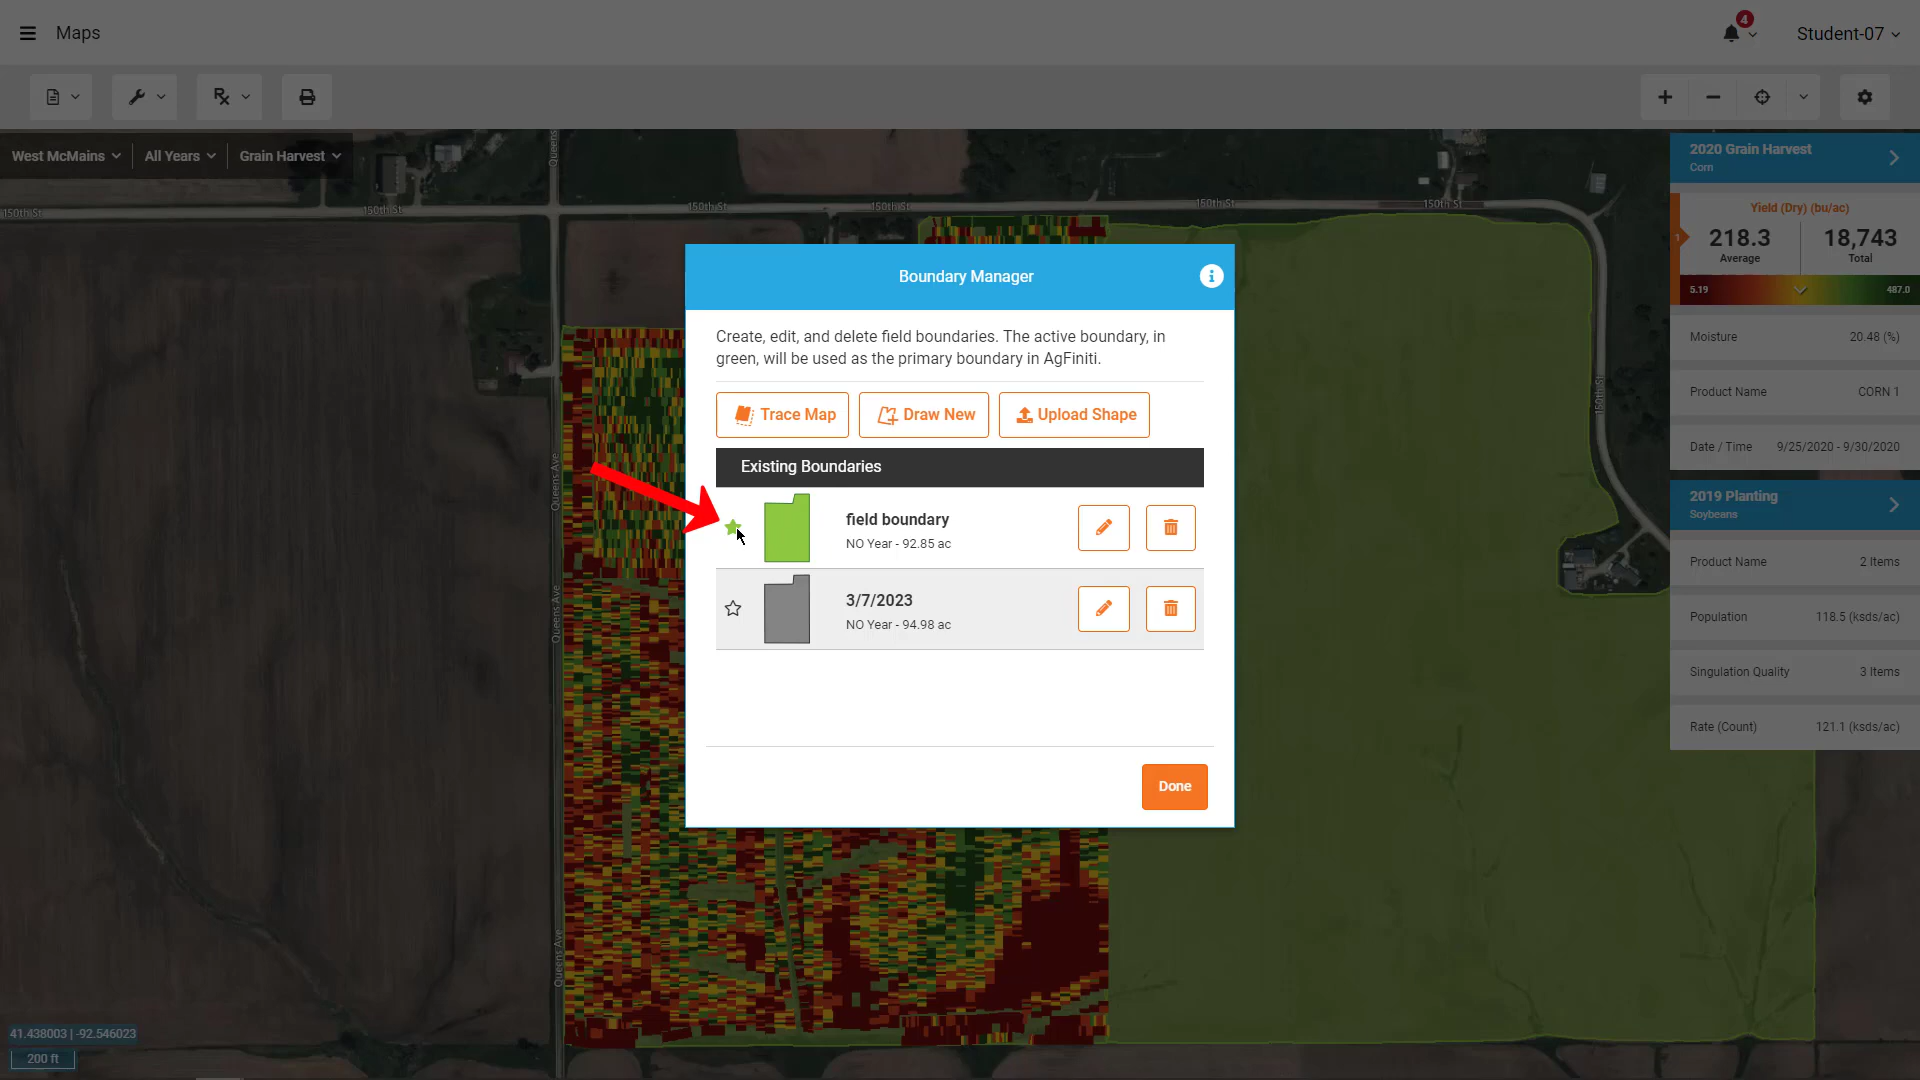 Maps
4
Student-07
Rx
West McMains
All Years
Grain Harvest
Queens
150th St
150th St
150th St
150th St
150th St
150th St
150th St
Queens Ave
Queens Ave
Queens Ave
2020 Grain Harvest
Corn
Yield (Dry) (bu/ac)
1
218.3
18,743
Average
Total
5.19
487.0
Moisture
20.48 (%)
Product Name
CORN 1
Date / Time
9/25/2020 - 9/30/2020
2019 Planting
Soybeans
Product Name
2 Items
Population
118.5 (ksds/ac)
Singulation Quality
3 Items
Rate (Count)
121.1 (ksds/ac)
Boundary Manager
Create, edit, and delete field boundaries. The active boundary, in
green, will be used as the primary boundary in AgFiniti.
Trace Map
Draw New
Upload Shape
Existing Boundaries
field boundary
NO Year - 92.85 ac
3/7/2023
NO Year - 94.98 ac
Done
41.438003 | -92.546023
200 ft